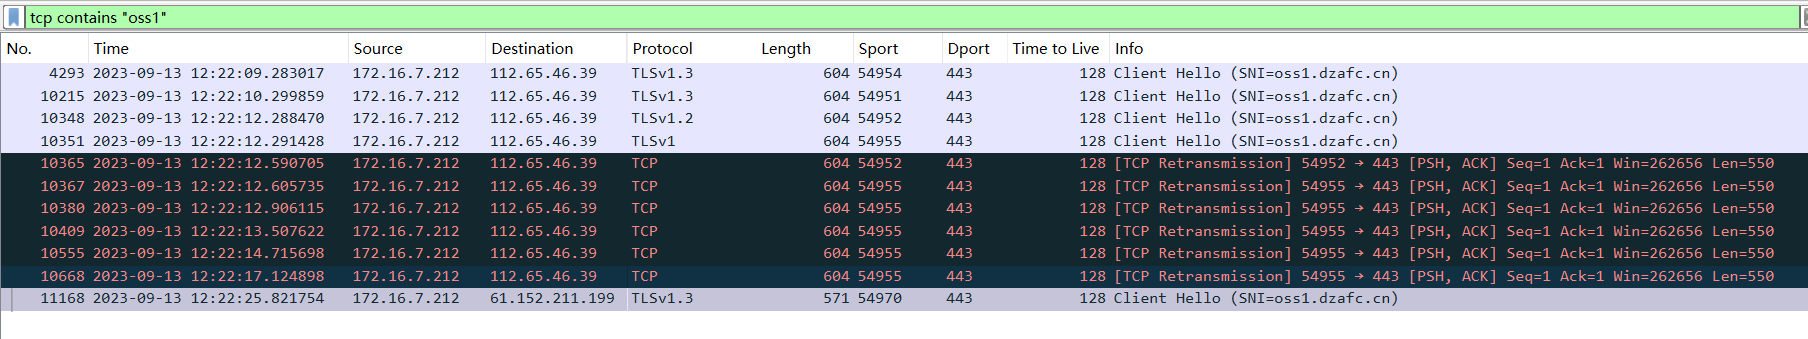 tcp contains "oss1"
No. Time Source Destination Protocol Length Sport Dport Time to Live Info
4293 2023-09-13 12:22:09.283017 172.16.7.212 112.65.46.39 TLSv1.3 604 54954 443 128 Client Hello (SNI=oss1.dzafc.cn)
10215 2023-09-13 12:22:10.299859 172.16.7.212 112.65.46.39 TLSv1.3 604 54951 443 128 Client Hello (SNI=oss1.dzafc.cn)
10348 2023-09-13 12:22:12.288470 172.16.7.212 112.65.46.39 TLSv1.2 604 54952 443 128 Client Hello (SNI=oss1.dzafc.cn)
10351 2023-09-13 12:22:12.291428 172.16.7.212 112.65.46.39 TLSv1 604 54955 443 128 Client Hello (SNI=oss1.dzafc.cn)
10365 2023-09-13 12:22:12.590705 172.16.7.212 112.65.46.39 TCP 604 54952 443 128 [TCP Retransmission] 54952 → 443 [PSH, ACK] Seq=1 Ack=1 Win=262656 Len=550
10367 2023-09-13 12:22:12.605735 172.16.7.212 112.65.46.39 TCP 604 54955 443 128 [TCP Retransmission] 54955 → 443 [PSH, ACK] Seq=1 Ack=1 Win=262656 Len=550
10380 2023-09-13 12:22:12.906115 172.16.7.212 112.65.46.39 TCP 604 54955 443 128 [TCP Retransmission] 54955 → 443 [PSH, ACK] Seq=1 Ack=1 Win=262656 Len=550
10409 2023-09-13 12:22:13.507622 172.16.7.212 112.65.46.39 TCP 604 54955 443 128 [TCP Retransmission] 54955 → 443 [PSH, ACK] Seq=1 Ack=1 Win=262656 Len=550
10555 2023-09-13 12:22:14.715698 172.16.7.212 112.65.46.39 TCP 604 54955 443 128 [TCP Retransmission] 54955 → 443 [PSH, ACK] Seq=1 Ack=1 Win=262656 Len=550
10668 2023-09-13 12:22:17.124898 172.16.7.212 112.65.46.39 TCP 604 54955 443 128 [TCP Retransmission] 54955 → 443 [PSH, ACK] Seq=1 Ack=1 Win=262656 Len=550
11168 2023-09-13 12:22:25.821754 172.16.7.212 61.152.211.199 TLSv1.3 571 54970 443 128 Client Hello (SNI=oss1.dzafc.cn)